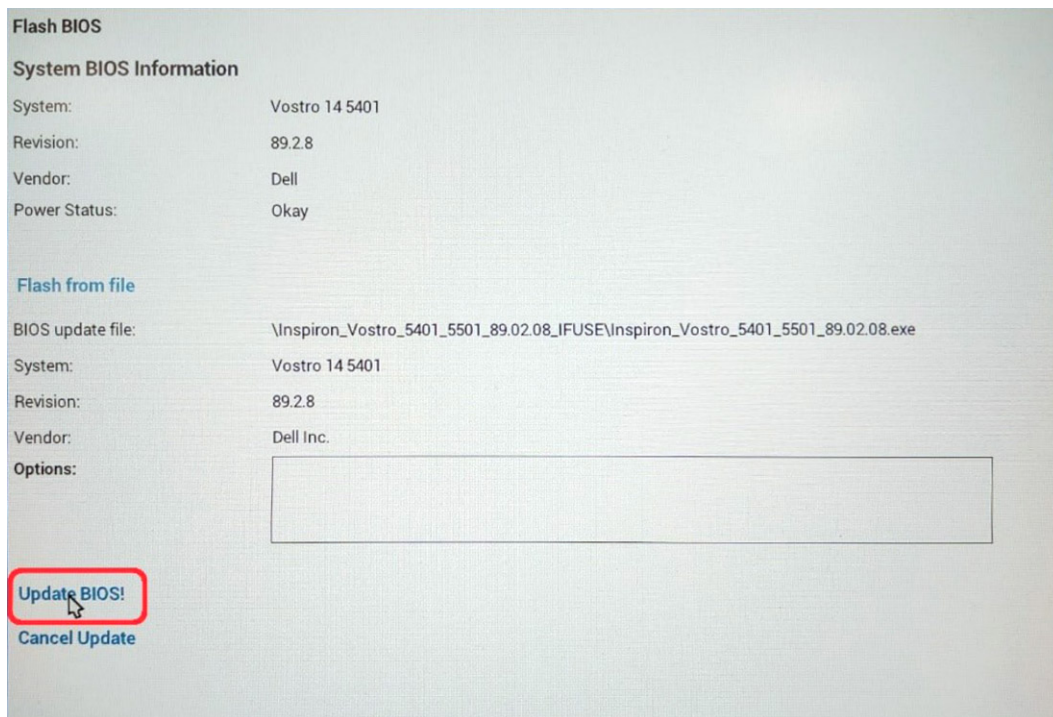 Flash BIOS
System BIOS Information
System: Vostro 14 5401
Revision: 89.2.8
Vendor: Dell
Power Status: Okay
Flash from file
BIOS update file: \Inspiron_Vostro_5401_5501_89.02.08_IFUSE\Inspiron_Vostro_5401_5501_89.02.08.exe
System: Vostro 14 5401
Revision: 89.2.8
Vendor: Dell Inc.
Options:
Update BIOS!
Cancel Update